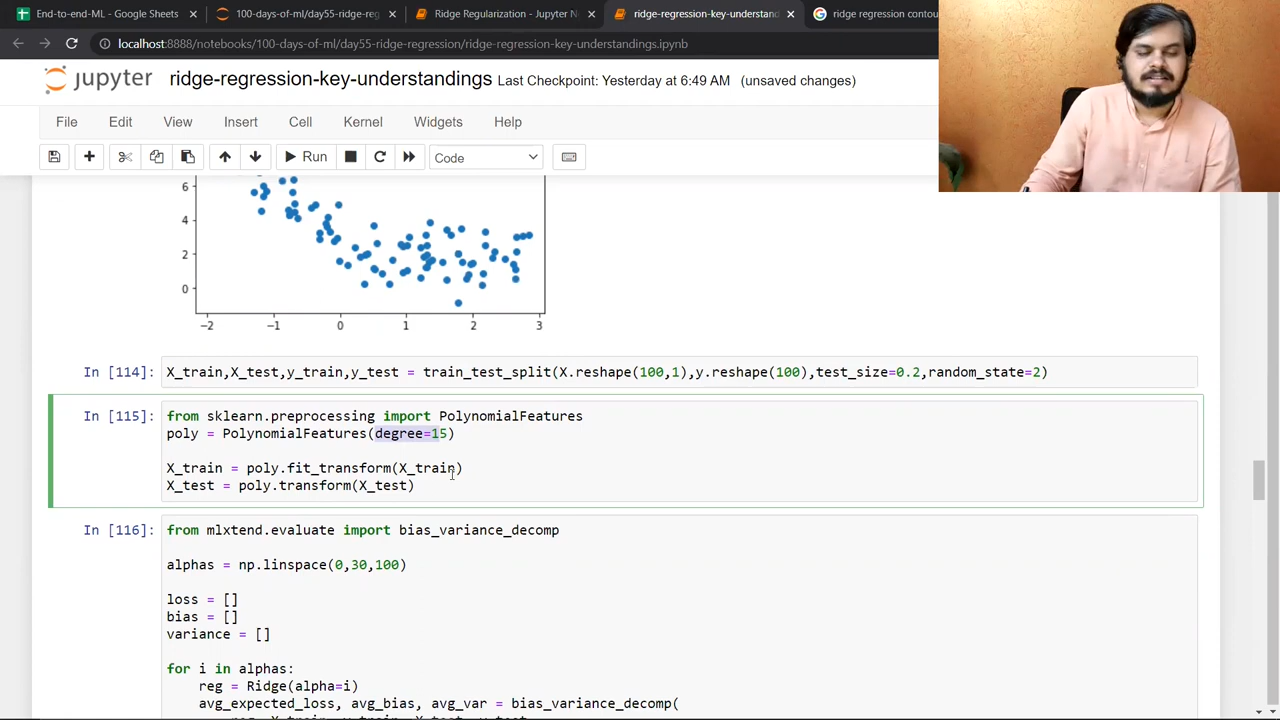 End-to-end-ML - Google Sheets
100-days-of-ml/day55-ridge-reg
Ridge Regularization - Jupyter N
ridge-regression-key-understand
ridge regression contou
localhost:8888/notebooks/100-days-of-ml/day55-ridge-regression/ridge-regression-key-understandings.ipynb
jupyter ridge-regression-key-understandings Last Checkpoint: Yesterday at 6:49 AM (unsaved changes)
File Edit View Insert Cell Kernel Widgets Help
Run Code
6
4
2
0
−2 −1 0 1 2 3
In [114]: X_train,X_test,y_train,y_test = train_test_split(X.reshape(100,1),y.reshape(100),test_size=0.2,random_state=2)
In [115]: from sklearn.preprocessing import PolynomialFeatures
poly = PolynomialFeatures(degree=15)
X_train = poly.fit_transform(X_train)
X_test = poly.transform(X_test)
In [116]: from mlxtend.evaluate import bias_variance_decomp
alphas = np.linspace(0,30,100)
loss = []
bias = []
variance = []
for i in alphas:
reg = Ridge(alpha=i)
avg_expected_loss, avg_bias, avg_var = bias_variance_decomp(